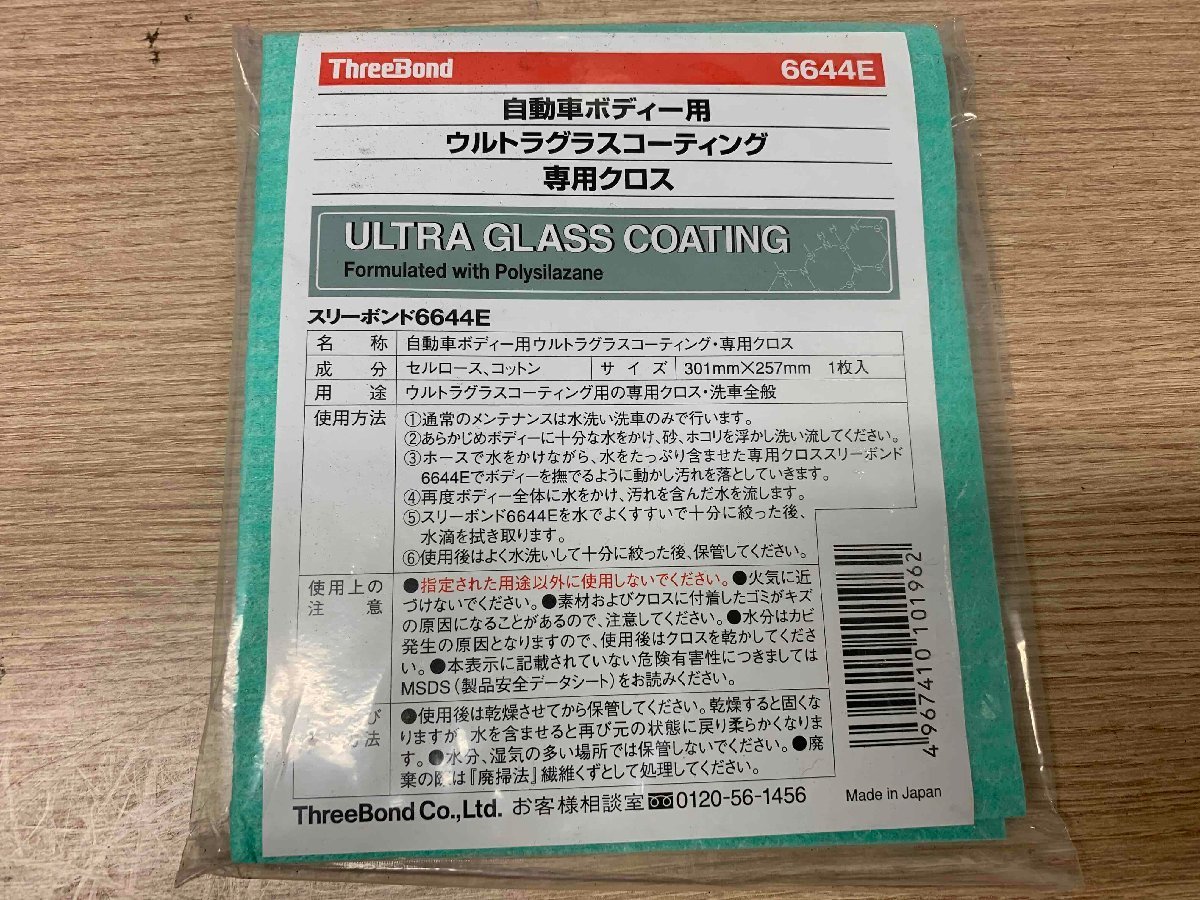 ThreeBond 6644E
自動車ボディー用
ウルトラグラスコーティング
専用クロス
ULTRA GLASS COATING
Formulated with Polysilazane
スリーボンド6644E
名 称 自動車ボディー用ウルトラグラスコーティング・専用クロス
成 分 セルロース、コットン サイズ 301mm×257mm 1枚入
用 途 ウルトラグラスコーティング用の専用クロス・洗車全般
使用方法 ①通常のメンテナンスは水洗い洗車のみで行います。
②あらかじめボディーに十分な水をかけ、砂、ホコリを浮かし洗い流してください。
③ホースで水をかけながら、水をたっぷり含ませた専用クロススリーボンド
6644Eでボディーを撫でるように動かし汚れを落としていきます。
④再度ボディー全体に水をかけ、汚れを含んだ水を流します。
⑤スリーボンド6644Eを水でよくすすいで十分に絞った後、
水滴を拭き取ります。
⑥使用後はよく水洗いして十分に絞った後、保管してください。
使用上の ●指定された用途以外に使用しないでください。●火気に近
注 意 づけないでください。●素材およびクロスに付着したゴミがキズ
の原因になることがあるので、注意してください。●水分はカビ
発生の原因となりますので、使用後はクロスを乾かしてくださ
い。●本表示に記載されていない危険有害性につきましては
MSDS(製品安全データシート)をお読みください。
び ●使用後は乾燥させてから保管してください。乾燥すると固くな
方法 りますが、水を含ませると再び元の状態に戻り柔らかくなりま
す。●水分、湿気の多い場所では保管しないでください。●廃
棄の際は『廃掃法』繊維くずとして処理してください。
4967410101962
ThreeBond Co.,Ltd. お客様相談室 0120-56-1456 Made in Japan